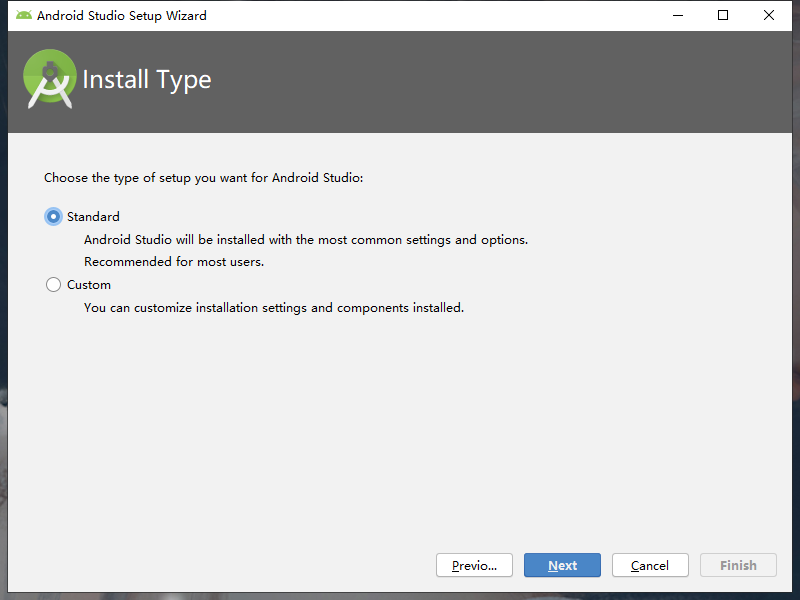 Android Studio Setup Wizard
Install Type
Choose the type of setup you want for Android Studio:
Standard
Android Studio will be installed with the most common settings and options.
Recommended for most users.
Custom
You can customize installation settings and components installed.
Previo... Next Cancel Finish